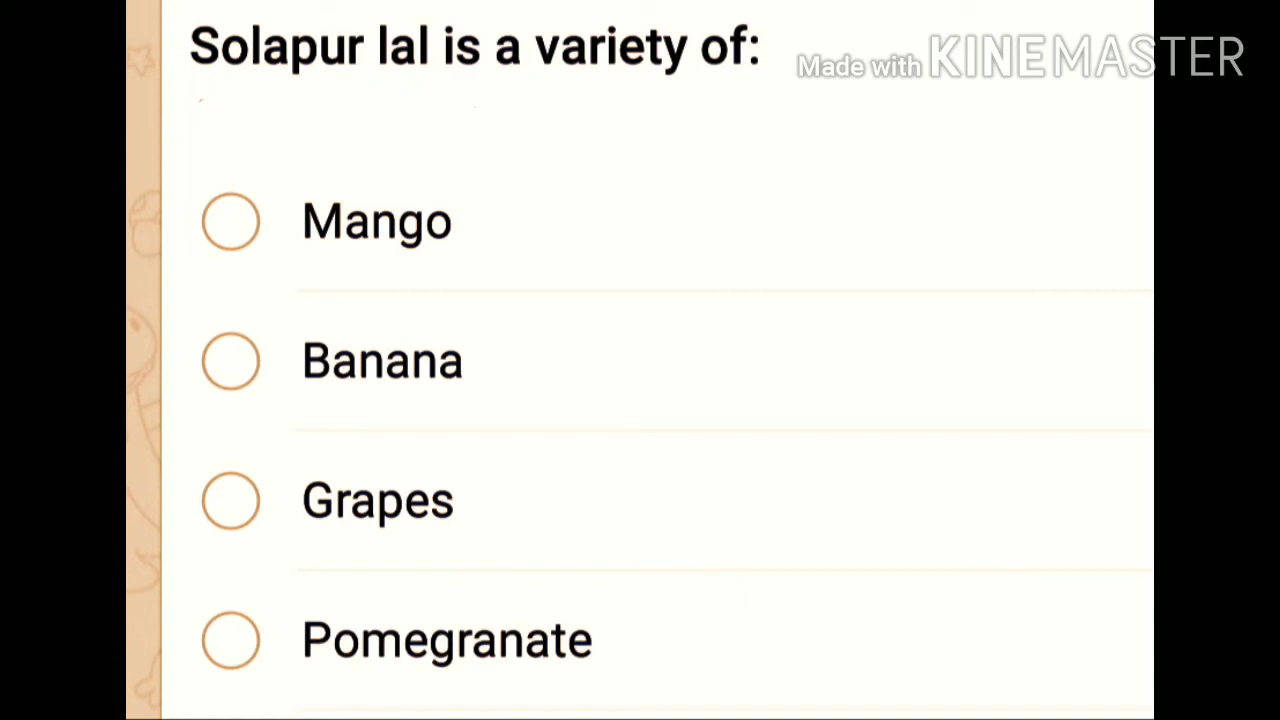 Solapur lal is a variety of:
Made with KINEMASTER
Mango
Banana
Grapes
Pomegranate